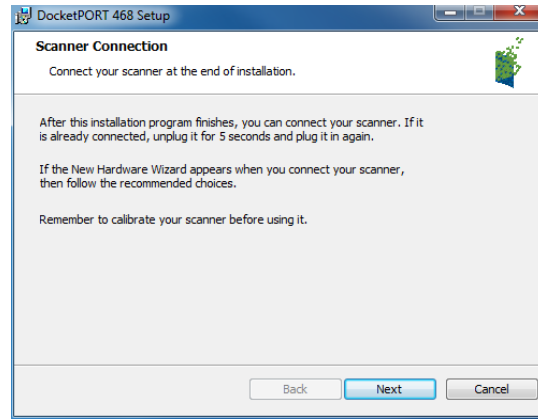 DocketPORT 468 Setup
Scanner Connection
Connect your scanner at the end of installation.
After this installation program finishes, you can connect your scanner. If it
is already connected, unplug it for 5 seconds and plug it in again.
If the New Hardware Wizard appears when you connect your scanner,
then follow the recommended choices.
Remember to calibrate your scanner before using it.
Back
Next
Cancel